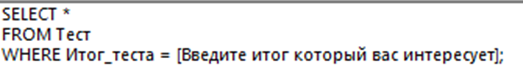 SELECT *
FROM Тест
WHERE Итог_теста = [Введите итог который вас интересует];